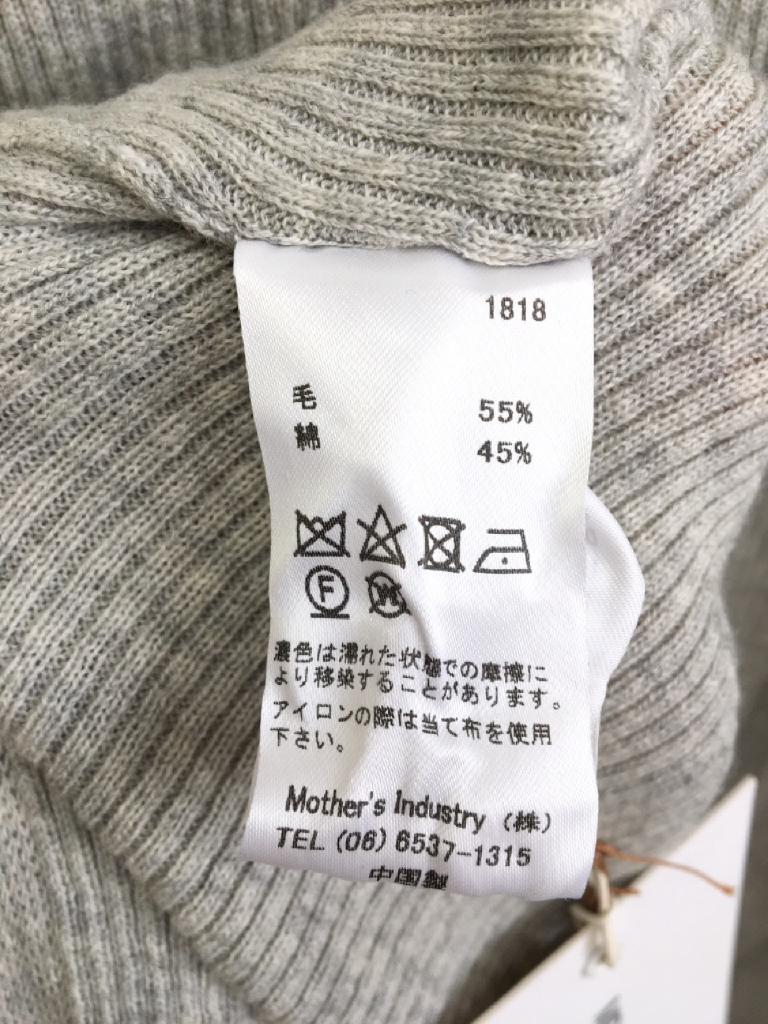 1818
毛 55%
綿 45%
F
W
濃色は濡れた状態での摩擦に
より移染することがあります。
アイロンの際は当て布を使用
下さい。
Mother's Industry (株)
TEL (06) 6537-1315
中国製